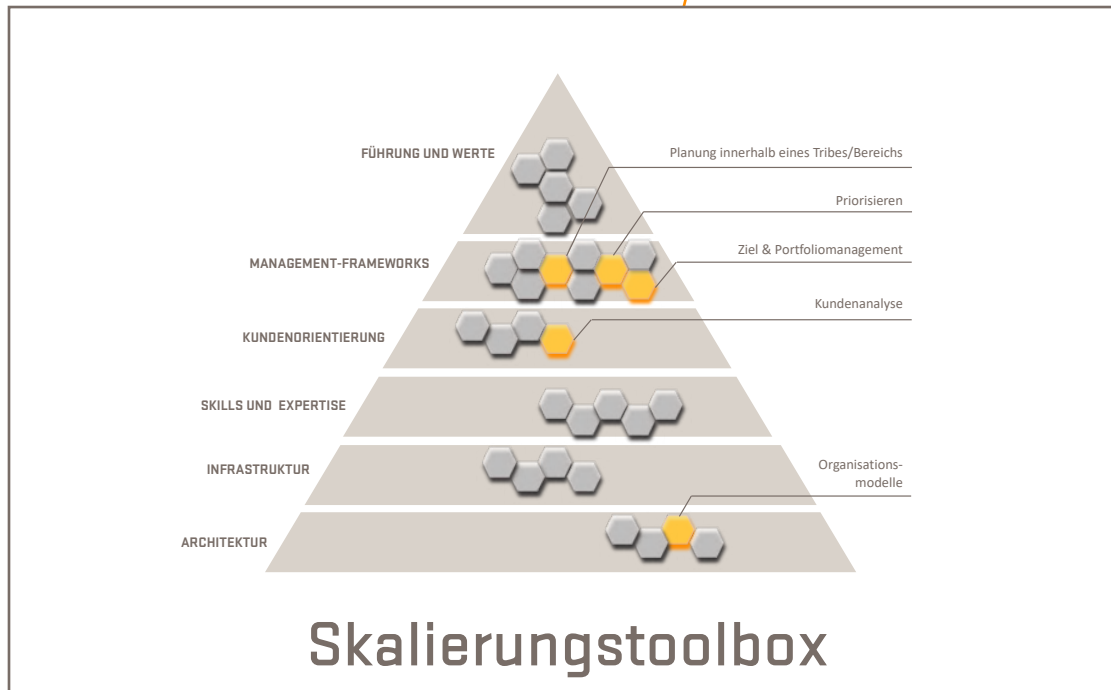 FÜHRUNG UND WERTE
Planung innerhalb eines Tribes/Bereichs
Priorisieren
MANAGEMENT-FRAMEWORKS
Ziel & Portfoliomanagement
Kundenanalyse
KUNDENORIENTIERUNG
SKILLS UND EXPERTISE
INFRASTRUKTUR
Organisations-
modelle
ARCHITEKTUR
Skalierungstoolbox